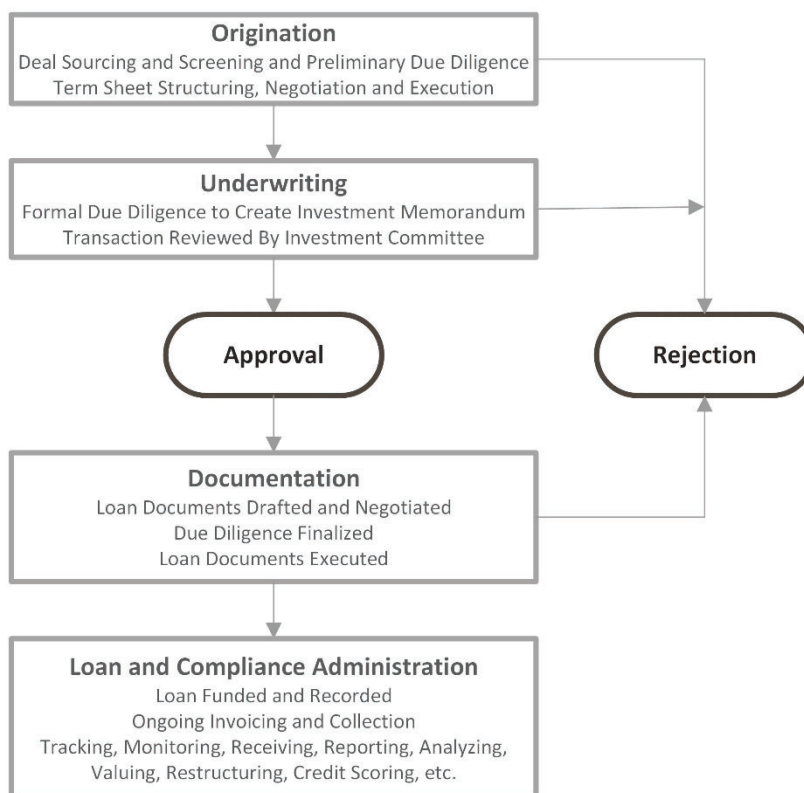 Origination
Deal Sourcing and Screening and Preliminary Due Diligence
Term Sheet Structuring, Negotiation and Execution
Underwriting
Formal Due Diligence to Create Investment Memorandum
Transaction Reviewed By Investment Committee
Approval
Rejection
Documentation
Loan Documents Drafted and Negotiated
Due Diligence Finalized
Loan Documents Executed
Loan and Compliance Administration
Loan Funded and Recorded
Ongoing Invoicing and Collection
Tracking, Monitoring, Receiving, Reporting, Analyzing,
Valuing, Restructuring, Credit Scoring, etc.